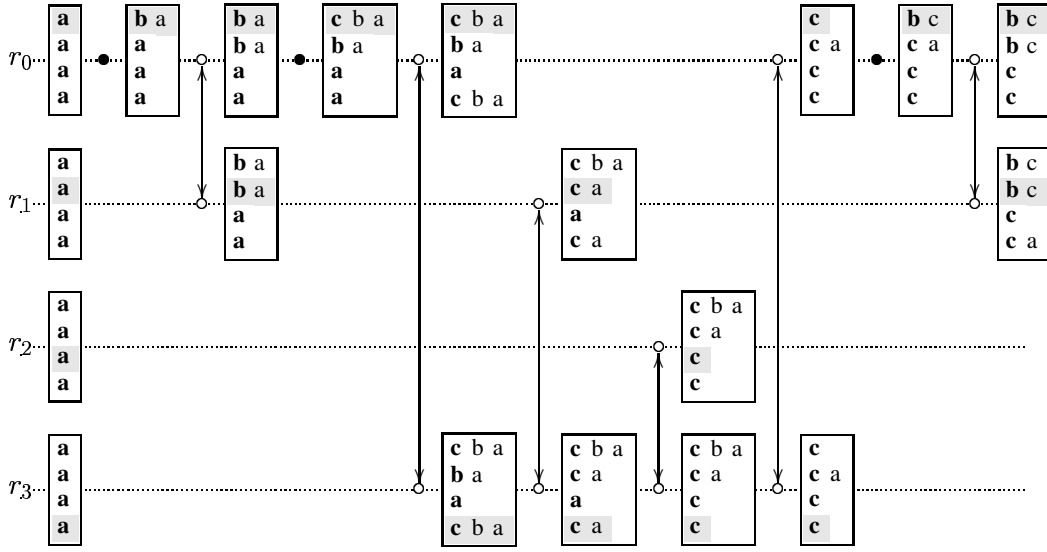 a b a b a c b a c b a c b c b c
a a b a b a b a c a c a b c
r0
a a a a a c c c
a a a a c b a c c c
a b a c b a b c
a b a c a b c
r1
a a a c
a a c a c a
a c b a
a c a
r2
a c
a c
a c b a c b a c b a c
a b a c a c a c a
r3
a a a c c
a c b a c a c c